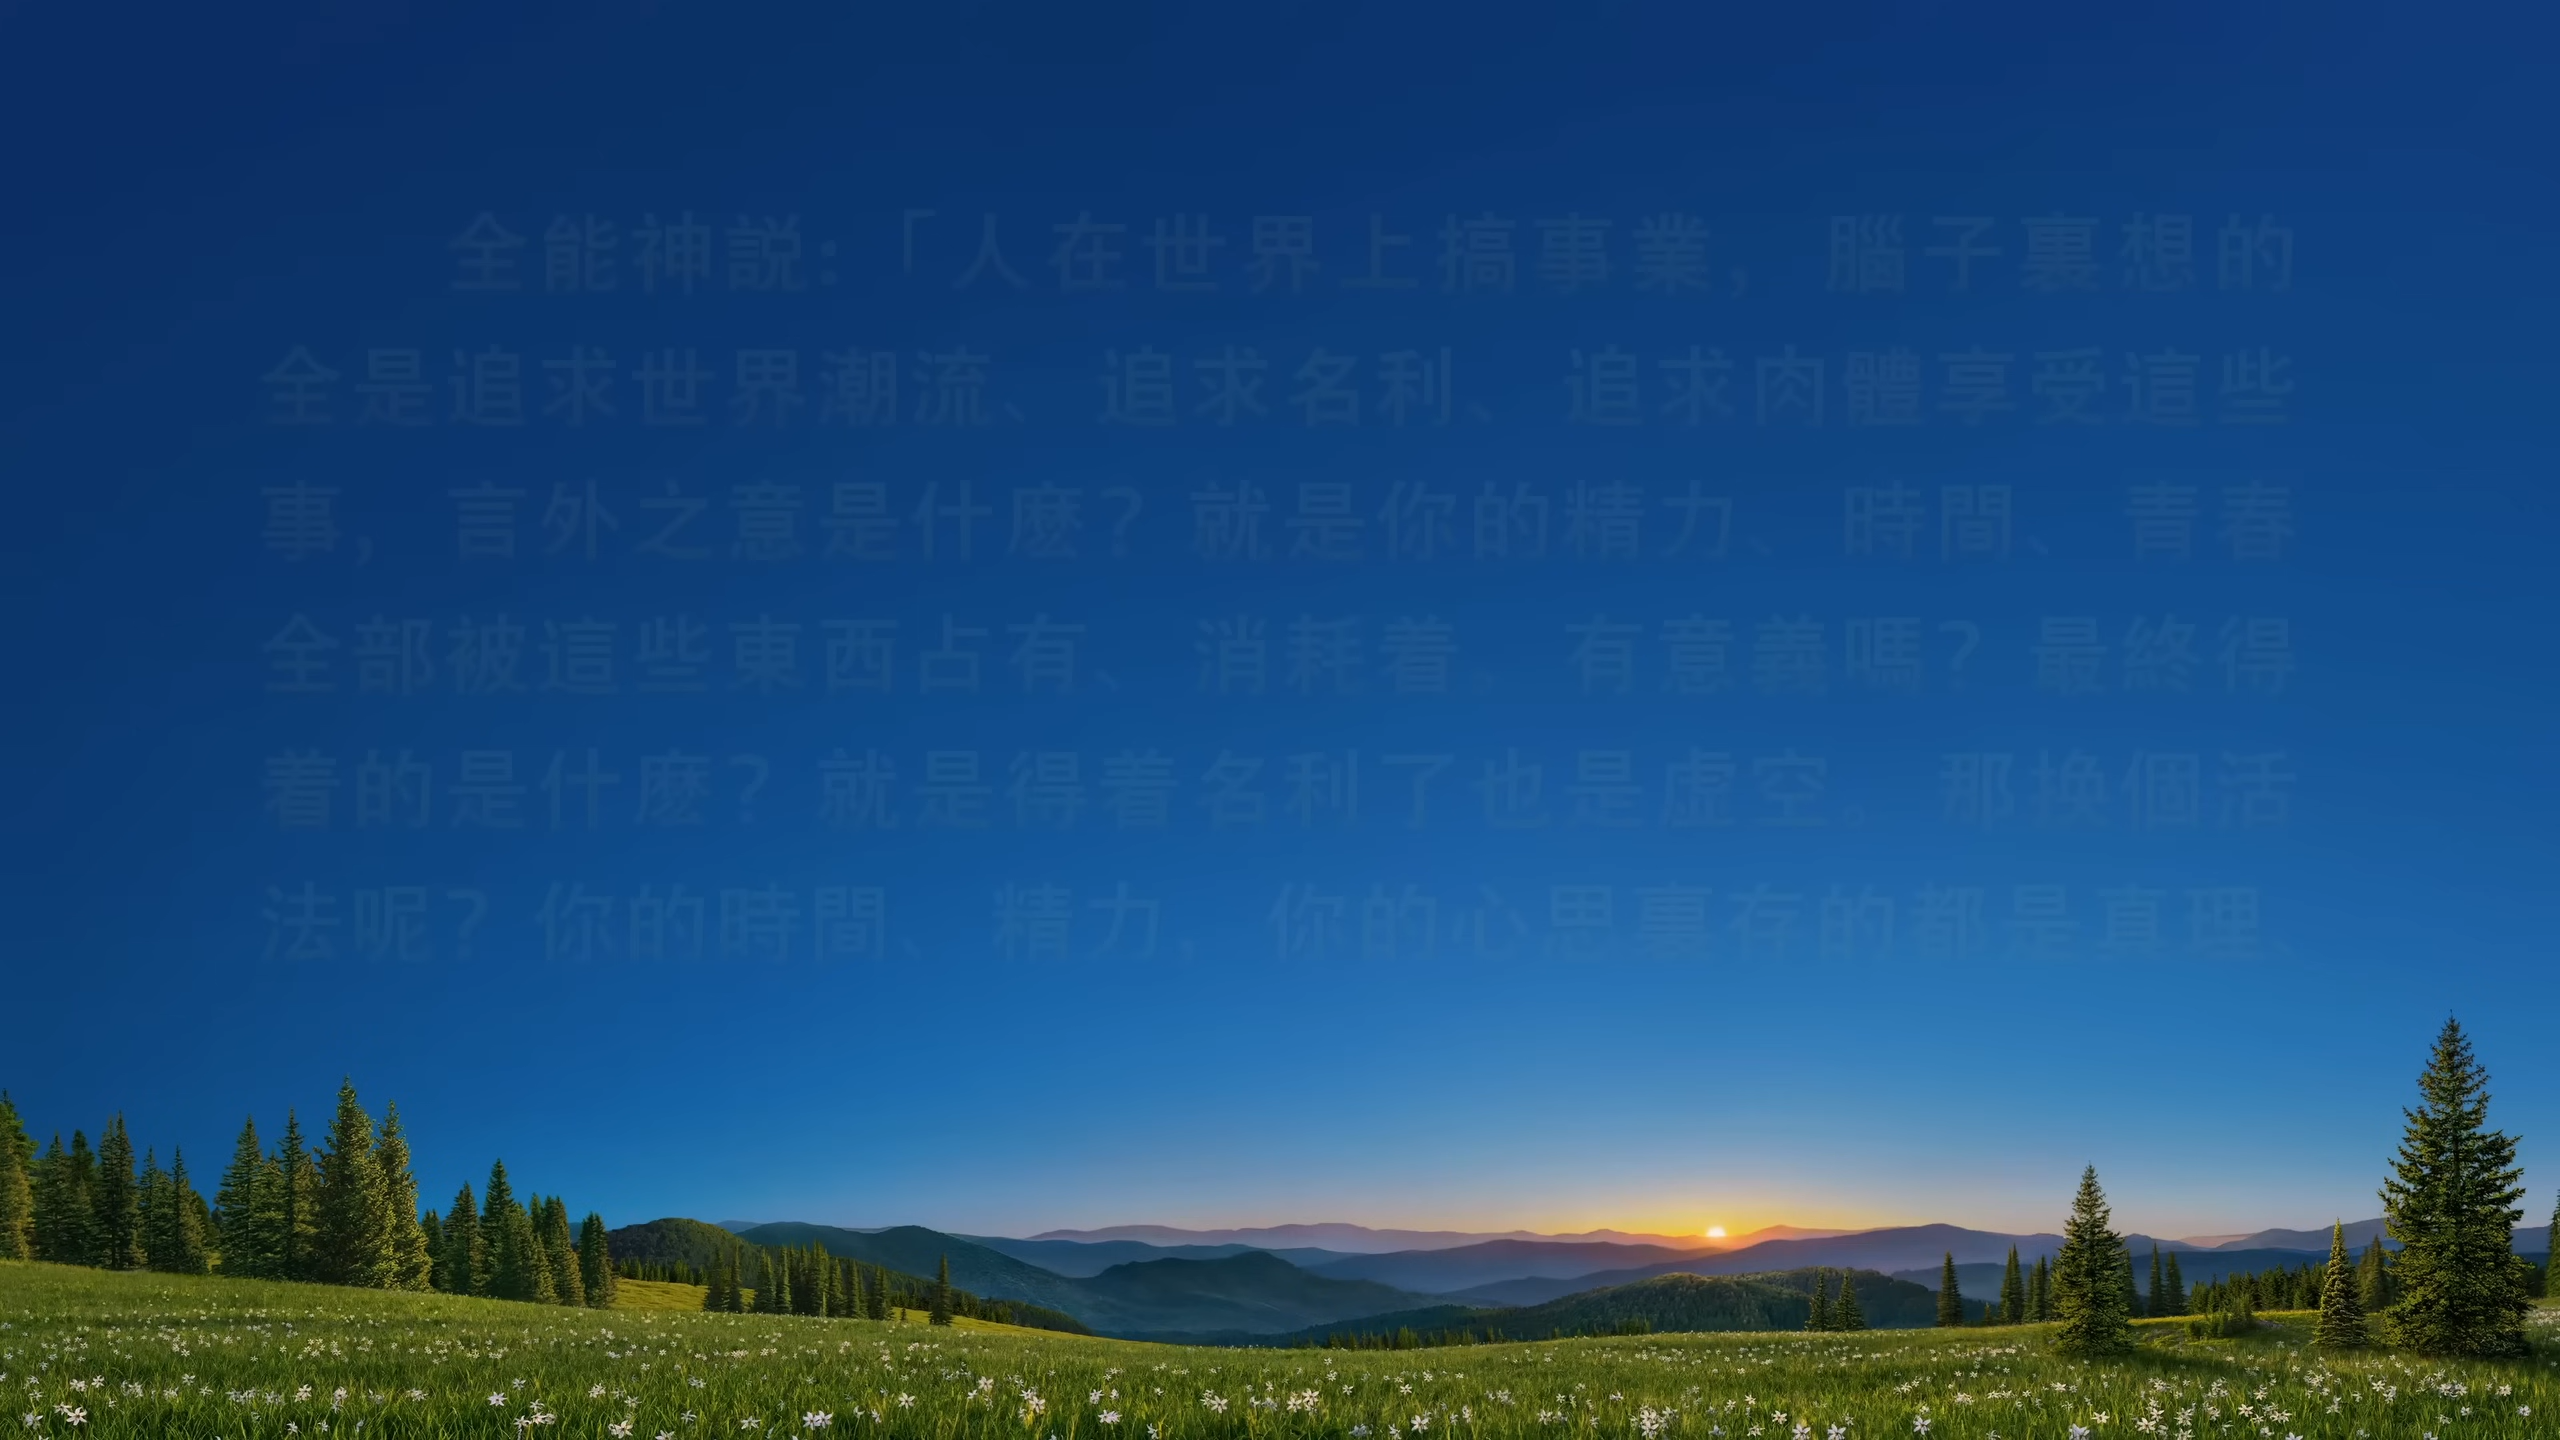 全能神説：「人在世界上搞事業，腦子裏想的
全是追求世界潮流、追求名利、追求肉體享受這些
事，言外之意是什麽？就是你的精力、時間、青春
全部被這些東西占有、消耗着，有意義嗎？最終得
着的是什麽？就是得着名利了也是虚空。那换個活
法呢？你的時間、精力，你的心思裏存的都是真理、